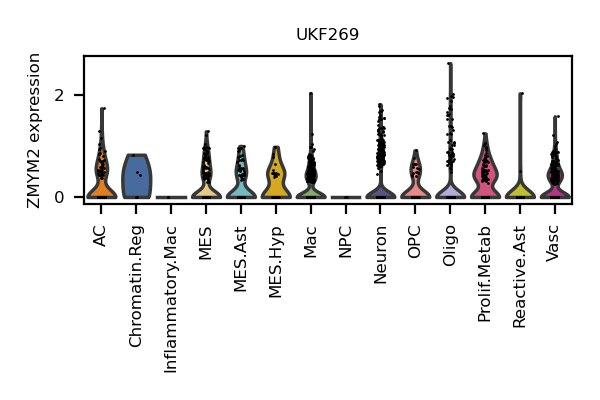 UKF269
ZMYM2 expression
2
0
AC
Chromatin.Reg
Inflammatory.Mac
MES
MES.Ast
MES.Hyp
Mac
NPC
Neuron
OPC
Oligo
Prolif.Metab
Reactive.Ast
Vasc